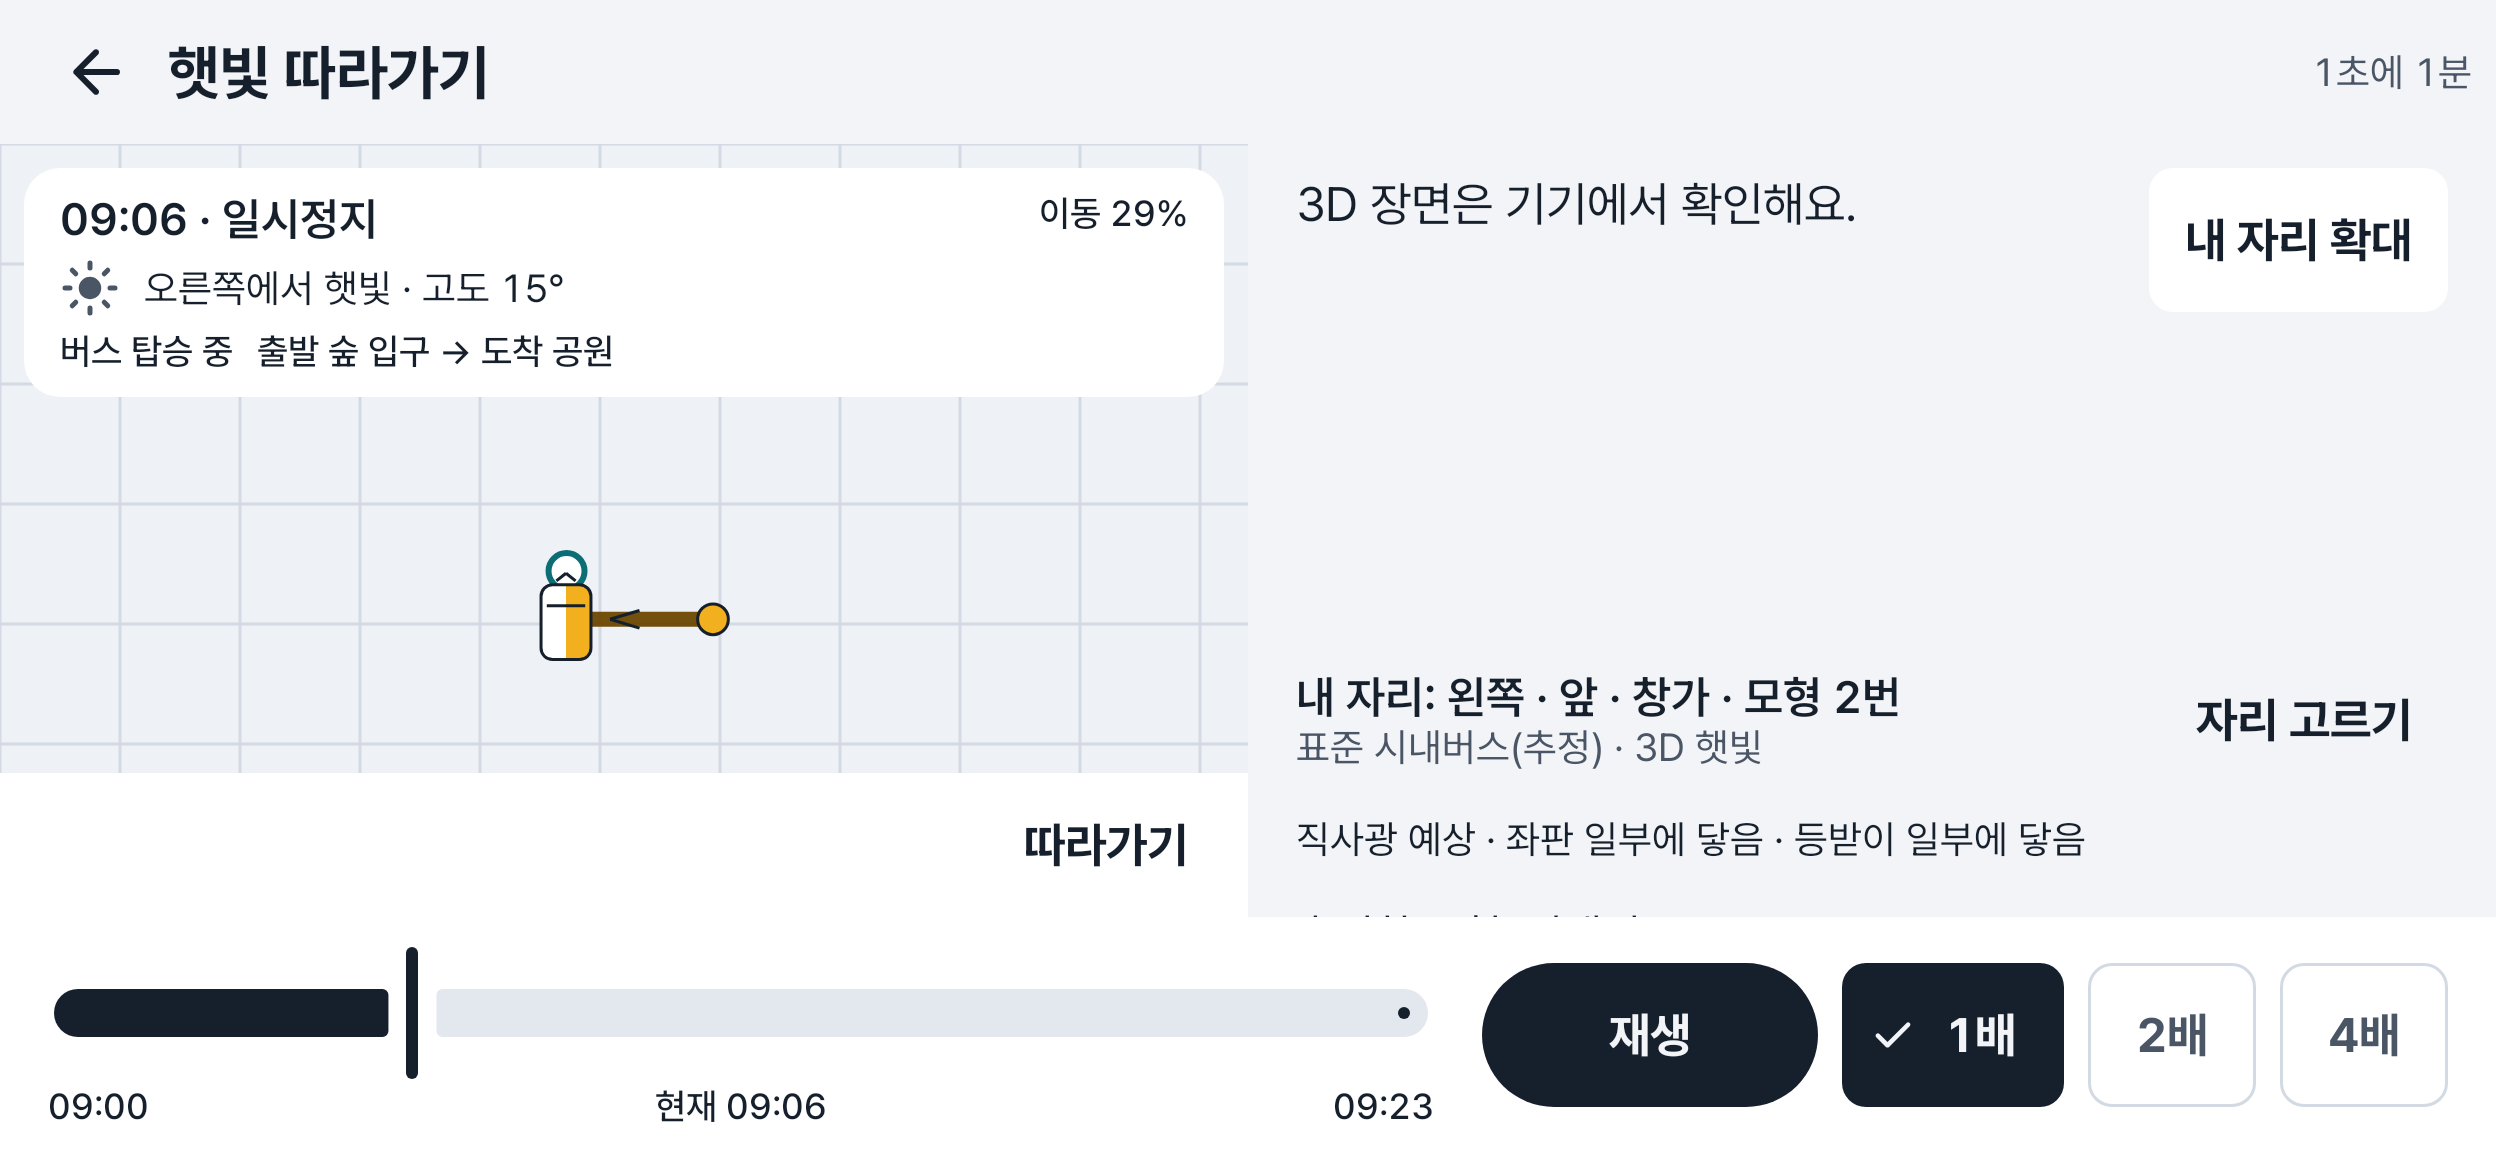 햇빛 따라가기
1초에 1분
09:06 · 일시정지
이동 29%
오른쪽에서 햇빛 · 고도 15°
버스 탑승 중 출발 숲 입구 → 도착 공원
3D 장면은 기기에서 확인해요.
내 자리 확대
내 자리: 왼쪽 · 앞 · 창가 · 모형 2번
표준 시내버스(수평) · 3D 햇빛
자리 고르기
직사광 예상 · 좌판 일부에 닿음 · 등받이 일부에 닿음
따라가기
재생
1배
2배
4배
09:00
현재 09:06
09:23